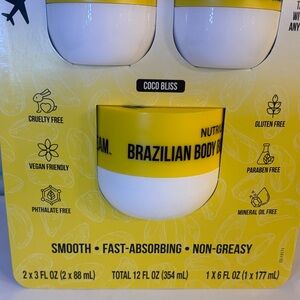 COCO BLISS
CRUELTY FREE
GLUTEN FREE
NUTRI
AM. BRAZILIAN BODY
VEGAN FRIENDLY
PARABEN FREE
PHTHALATE FREE
MINERAL OIL FREE
SMOOTH • FAST-ABSORBING • NON-GREASY
2 x 3 FL OZ (2 x 88 mL)
TOTAL 12 FL OZ (354 mL)
1 X 6 FL OZ (1 x 177 mL)